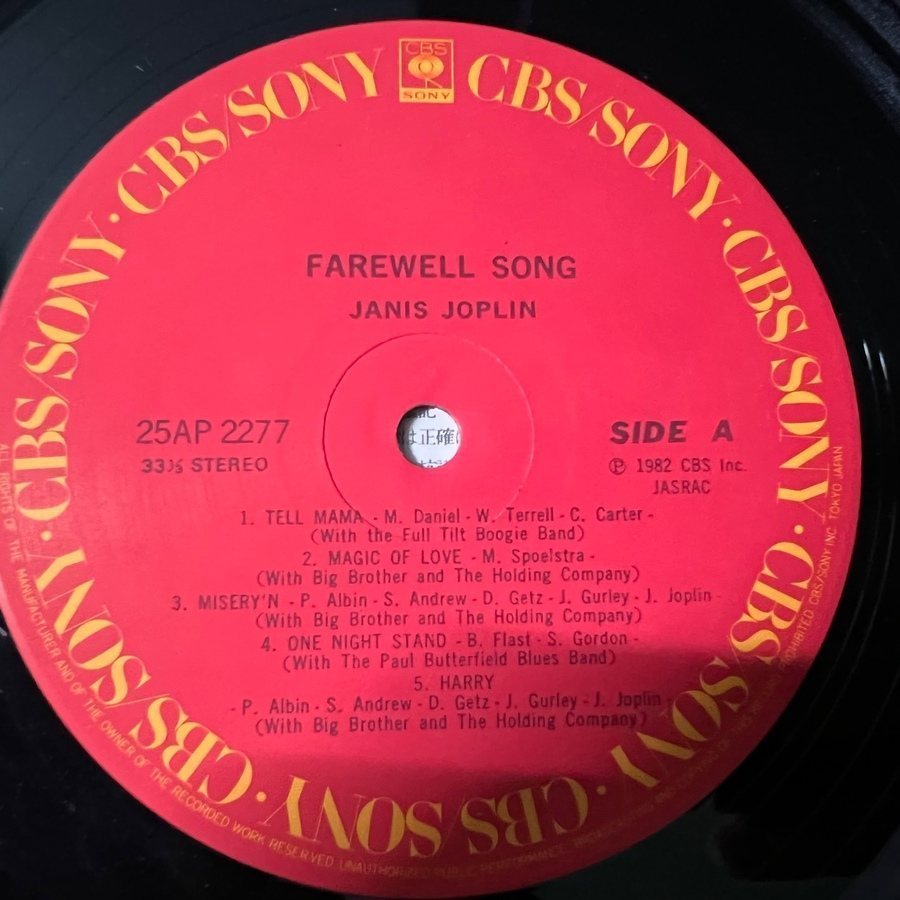 CBS
SONY
CBS/SONY · CBS/SONY · CBS/SONY · CBS/SONY · CBS/SONY · CBS/SONY · CBS/SONY · CBS/SONY
FAREWELL SONG
JANIS JOPLIN
は正確
25AP 2277
33⅓ STEREO
SIDE A
Ⓟ 1982 CBS Inc.
JASRAC
1. TELL MAMA - M. Daniel - W. Terrell - C. Carter -
(With the Full Tilt Boogie Band)
2. MAGIC OF LOVE - M. Spoelstra -
(With Big Brother and The Holding Company)
3. MISERY'N - P. Albin - S. Andrew - D. Getz - J. Gurley - J. Joplin -
(With Big Brother and The Holding Company)
4. ONE NIGHT STAND - B. Flast - S. Gordon -
(With The Paul Butterfield Blues Band)
5. HARRY
- P. Albin - S. Andrew - D. Getz - J. Gurley - J. Joplin -
(With Big Brother and The Holding Company)
ALL RIGHTS OF THE MANUFACTURER AND OF THE OWNER OF THE RECORDED WORK RESERVED UNAUTHORIZED PUBLIC PERFORMANCE PROHIBITED CBS/SONY INC. TOKYO JAPAN